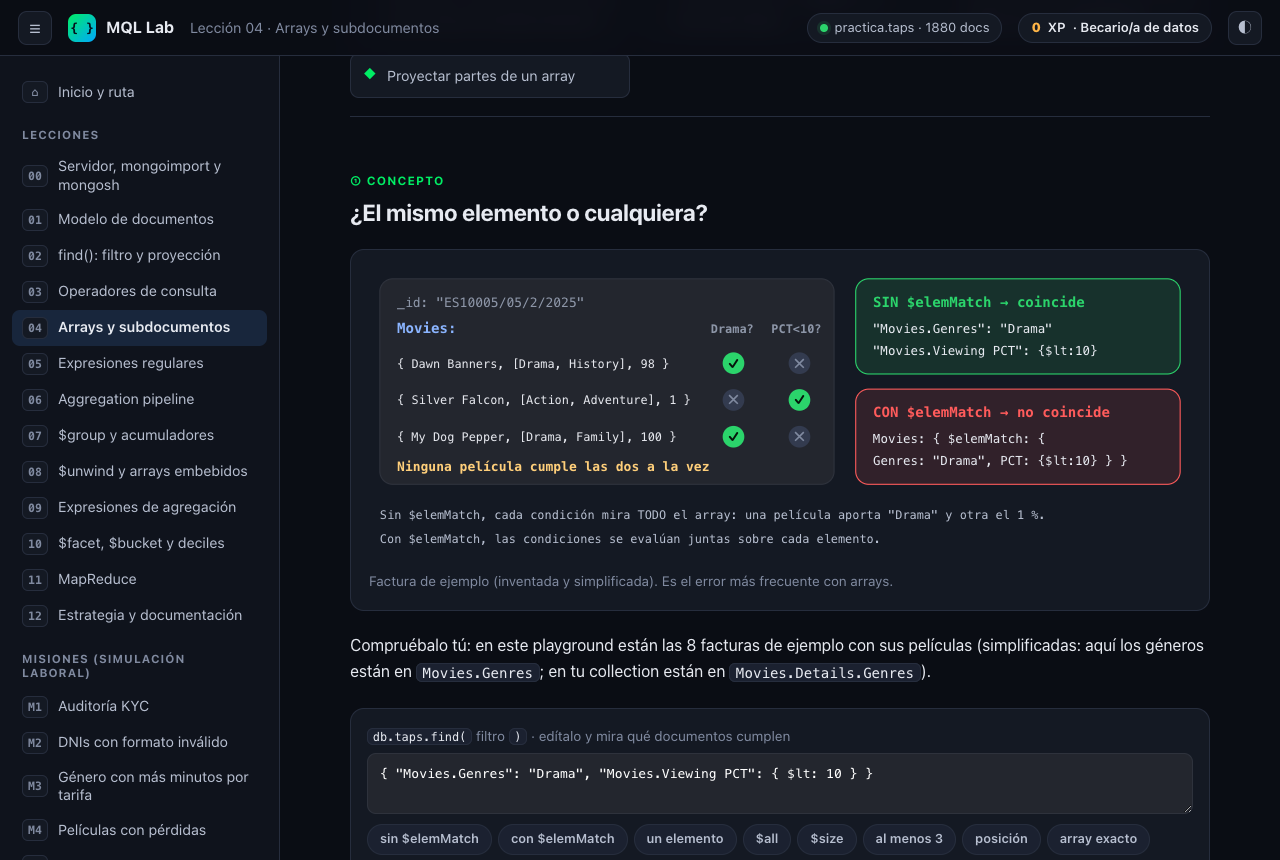 ≡
{ } MQL Lab
Lección 04 · Arrays y subdocumentos
practica.taps · 1880 docs
0 XP · Becario/a de datos
Inicio y ruta
LECCIONES
00 Servidor, mongoimport y
mongosh
01 Modelo de documentos
02 find(): filtro y proyección
03 Operadores de consulta
04 Arrays y subdocumentos
05 Expresiones regulares
06 Aggregation pipeline
07 $group y acumuladores
08 $unwind y arrays embebidos
09 Expresiones de agregación
10 $facet, $bucket y deciles
11 MapReduce
12 Estrategia y documentación
MISIONES (SIMULACIÓN
LABORAL)
M1 Auditoría KYC
M2 DNIs con formato inválido
M3 Género con más minutos por
tarifa
M4 Películas con pérdidas
Proyectar partes de un array
① CONCEPTO
¿El mismo elemento o cualquiera?
_id: "ES10005/05/2/2025"
Movies: Drama? PCT<10?
{ Dawn Banners, [Drama, History], 98 }
{ Silver Falcon, [Action, Adventure], 1 }
{ My Dog Pepper, [Drama, Family], 100 }
Ninguna película cumple las dos a la vez
SIN $elemMatch → coincide
"Movies.Genres": "Drama"
"Movies.Viewing PCT": {$lt:10}
CON $elemMatch → no coincide
Movies: { $elemMatch: {
Genres: "Drama", PCT: {$lt:10} } }
Sin $elemMatch, cada condición mira TODO el array: una película aporta "Drama" y otra el 1 %.
Con $elemMatch, las condiciones se evalúan juntas sobre cada elemento.
Factura de ejemplo (inventada y simplificada). Es el error más frecuente con arrays.
Compruébalo tú: en este playground están las 8 facturas de ejemplo con sus películas (simplificadas: aquí los géneros
están en Movies.Genres; en tu collection están en Movies.Details.Genres).
db.taps.find( filtro ) · edítalo y mira qué documentos cumplen
{ "Movies.Genres": "Drama", "Movies.Viewing PCT": { $lt: 10 } }
sin $elemMatch con $elemMatch un elemento $all $size al menos 3 posición array exacto